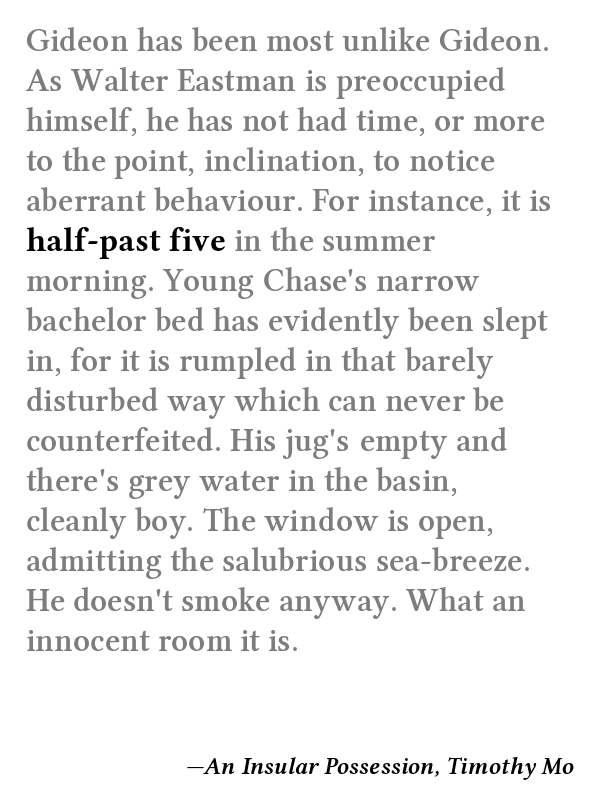 Gideon has been most unlike Gideon.
As Walter Eastman is preoccupied
himself, he has not had time, or more
to the point, inclination, to notice
aberrant behaviour. For instance, it is
half-past five in the summer
morning. Young Chase's narrow
bachelor bed has evidently been slept
in, for it is rumpled in that barely
disturbed way which can never be
counterfeited. His jug's empty and
there's grey water in the basin,
cleanly boy. The window is open,
admitting the salubrious sea-breeze.
He doesn't smoke anyway. What an
innocent room it is.
—An Insular Possession, Timothy Mo